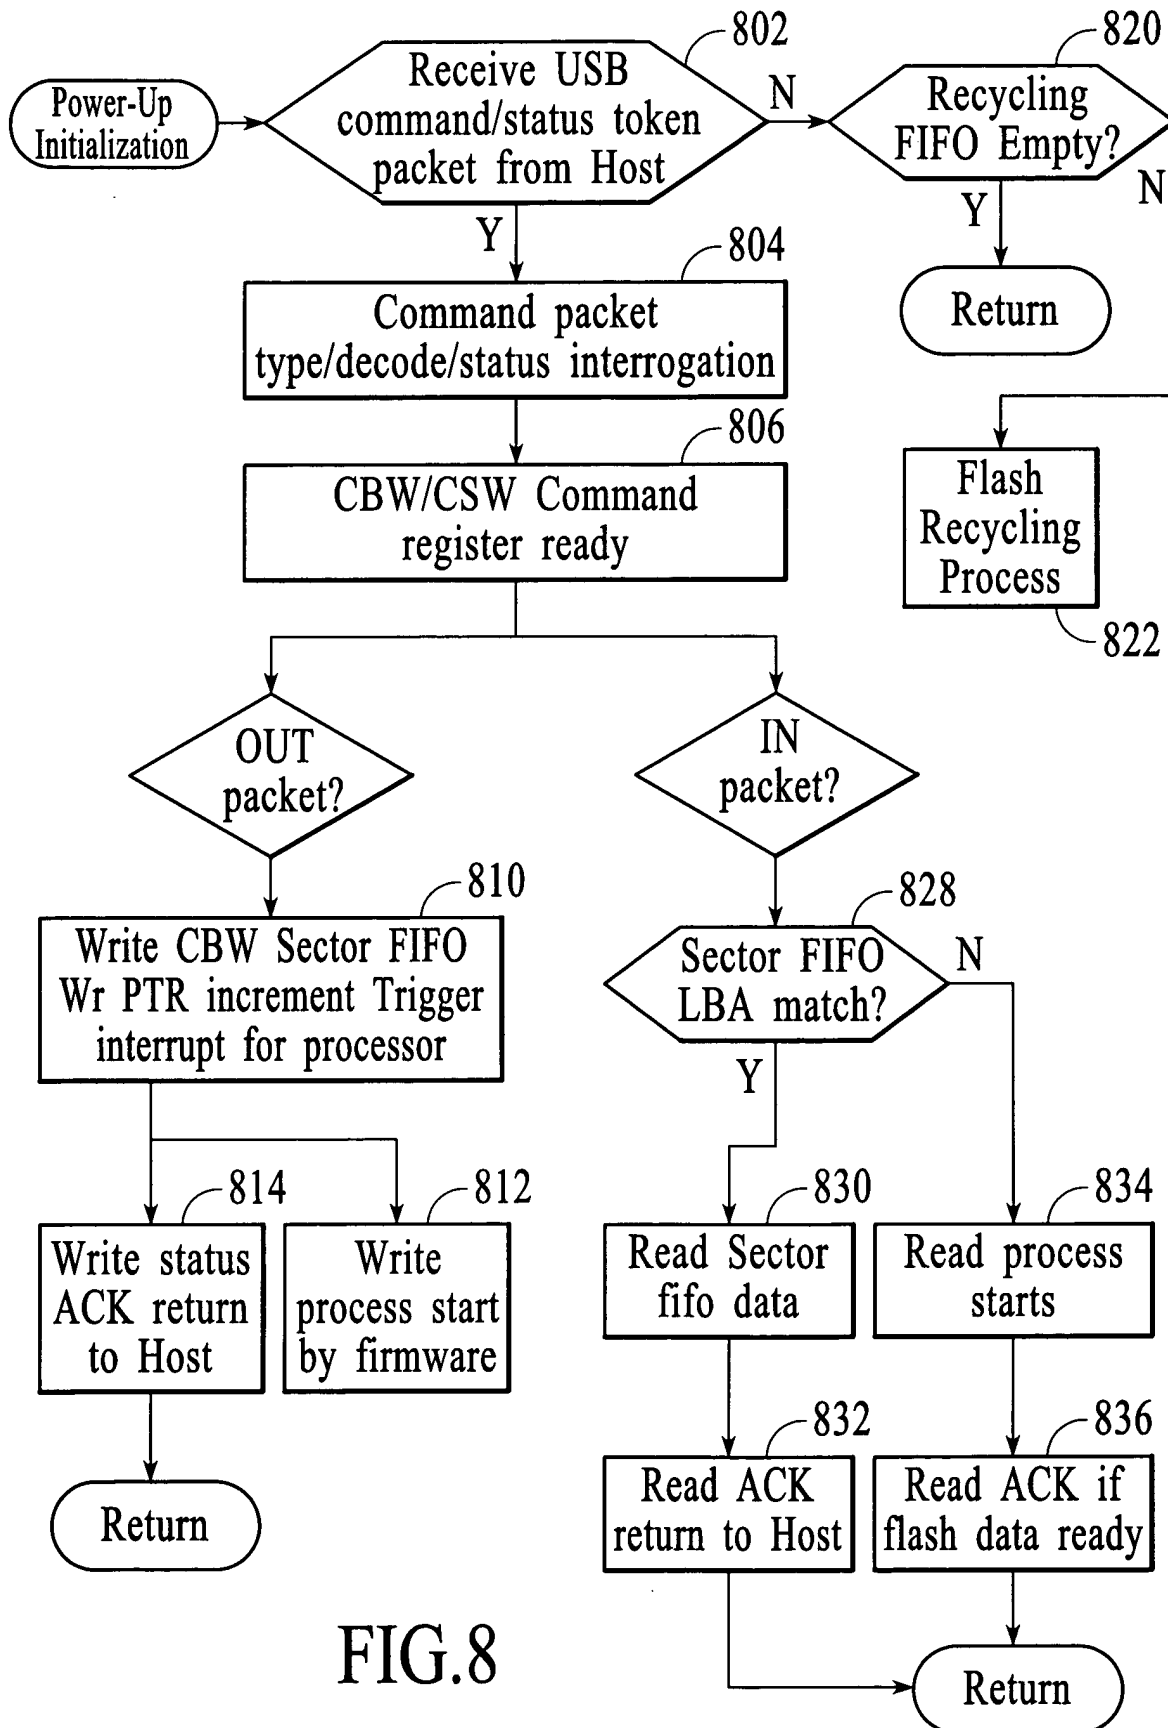 802
820
Power-Up
Initialization
Receive USB
command/status token
packet from Host
N
Recycling
FIFO Empty?
N
Y
Y
804
Return
Command packet
type/decode/status interrogation
806
CBW/CSW Command
register ready
Flash
Recycling
Process
822
OUT
packet?
IN
packet?
810
828
Write CBW Sector FIFO
Wr PTR increment Trigger
interrupt for processor
Sector FIFO
LBA match?
N
Y
814
812
830
834
Write status
ACK return
to Host
Write
process start
by firmware
Read Sector
fifo data
Read process
starts
832
836
Return
Read ACK
return to Host
Read ACK if
flash data ready
FIG.8
Return